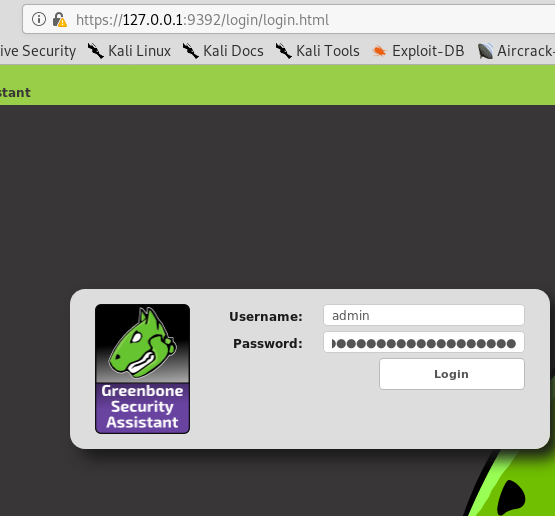 https://127.0.0.1:9392/login/login.html
ive Security Kali Linux Kali Docs Kali Tools Exploit-DB Aircrack-
stant
Username: admin
Password: ●●●●●●●●●●●●●●●●●●●
Login
Greenbone
Security
Assistant